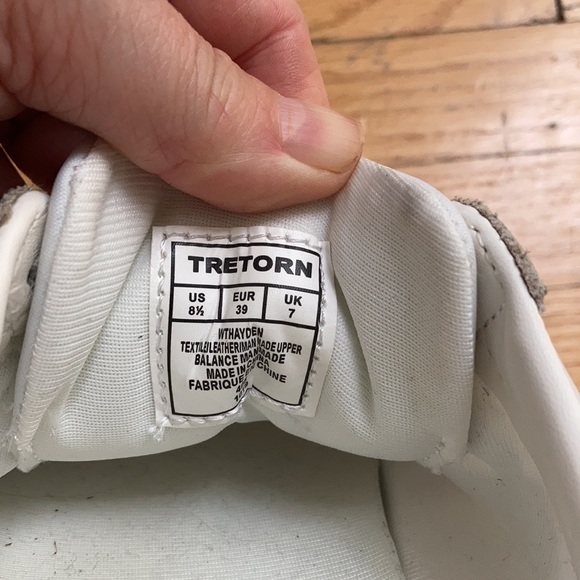 TRETORN
US EUR UK
8½ 39 7
WTHAYDEN
TEXTILE/LEATHER/MAN MADE UPPER
BALANCE MAN MADE
MADE IN CHINA
FABRIQUE CHINE